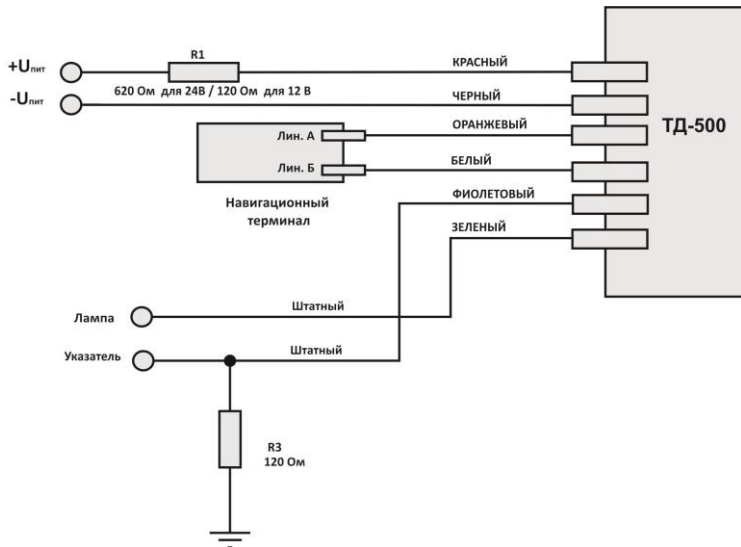 R1
КРАСНЫЙ
+Uпит
620 Ом для 24В / 120 Ом для 12 В
-Uпит
ЧЕРНЫЙ
ОРАНЖЕВЫЙ
ТД-500
Лин. А
БЕЛЫЙ
Лин. Б
ФИОЛЕТОВЫЙ
Навигационный
терминал
ЗЕЛЕНЫЙ
Штатный
Лампа
Указатель
Штатный
R3
120 Ом